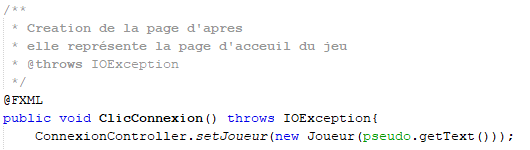 /**
* Creation de la page d'apres
* elle représente la page d'acceuil du jeu
* @throws IOException
*/
@FXML
public void ClicConnexion() throws IOException{
ConnexionController.setJoueur(new Joueur(pseudo.getText()));